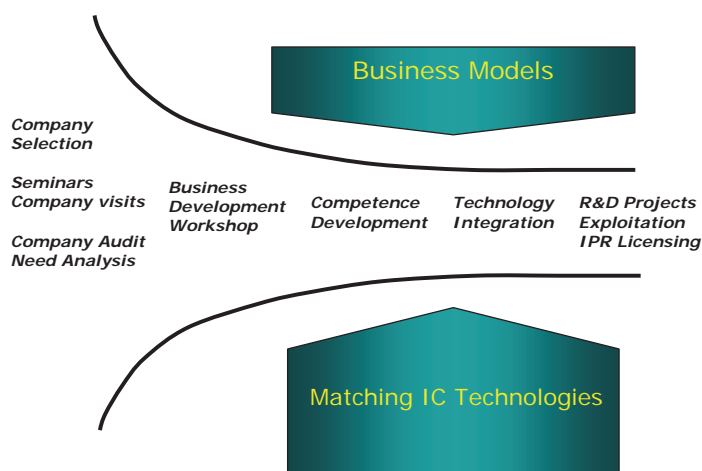 Business Models
Company
Selection
Seminars
Company visits
Company Audit
Need Analysis
Business
Development
Workshop
Competence
Development
Technology
Integration
R&D Projects
Exploitation
IPR Licensing
Matching IC Technologies